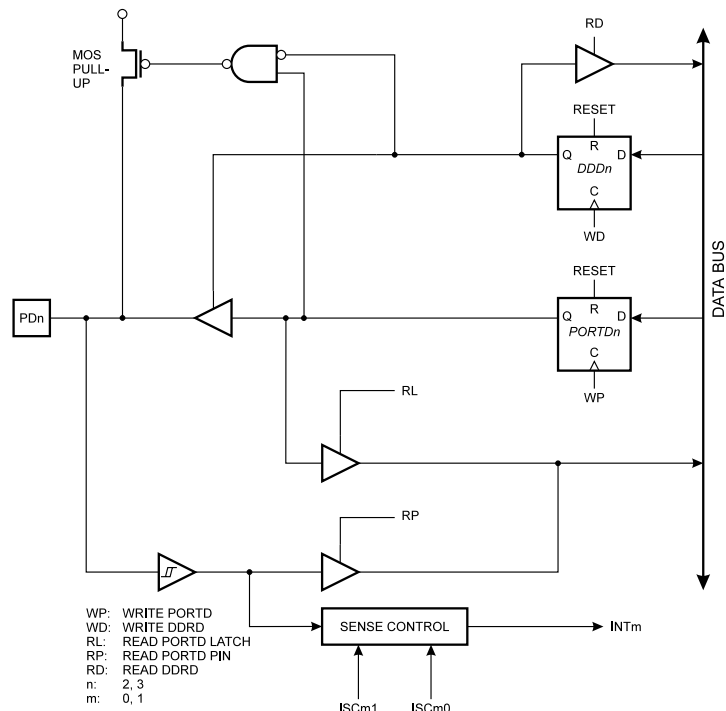 RD
MOS
PULL-
UP
RESET
R
Q
D
DDDn
C
WD
DATA BUS
RESET
PDn
R
Q
D
PORTDn
C
WP
RL
RP
WP: WRITE PORTD
WD: WRITE DDRD
RL: READ PORTD LATCH
RP: READ PORTD PIN
RD: READ DDRD
n: 2, 3
m: 0, 1
SENSE CONTROL
INTm
ISCm1
ISCm0